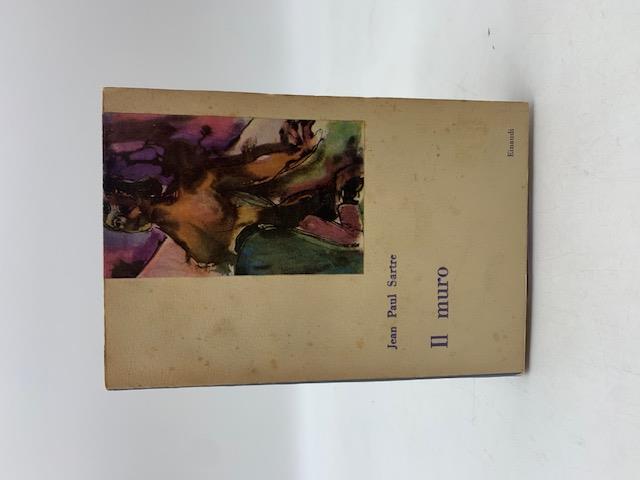 Jean Paul Sartre
Il muro
Einaudi